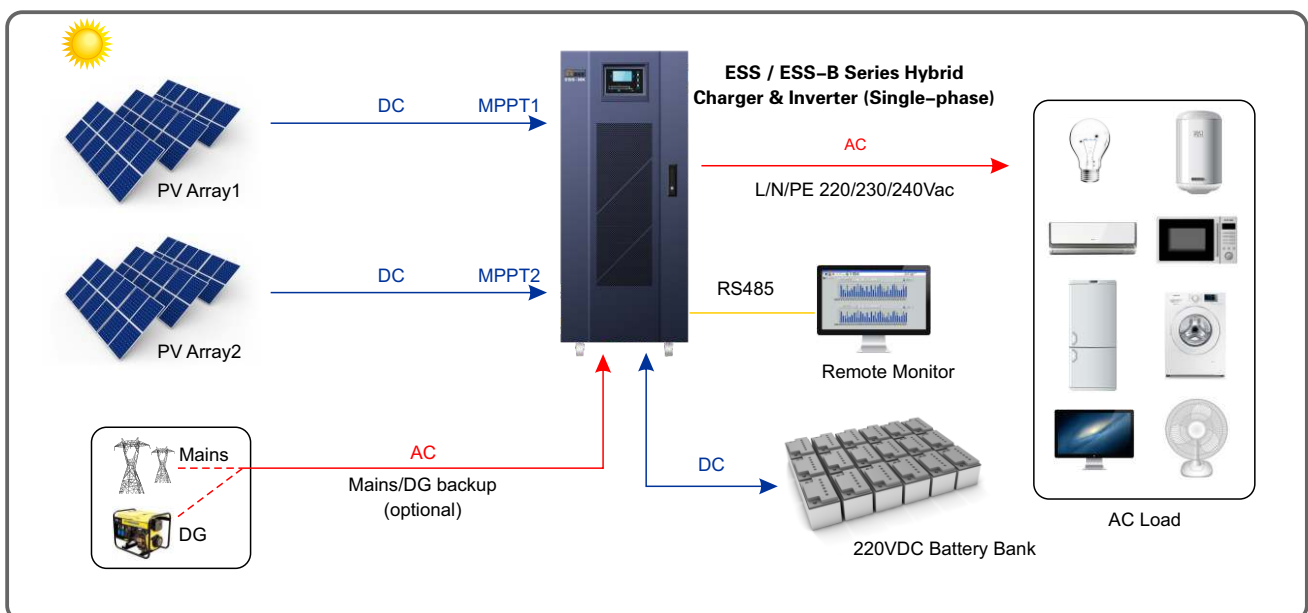 ESS / ESS-B Series Hybrid
Charger & Inverter (Single-phase)
DC
MPPT1
PV Array1
AC
L/N/PE 220/230/240Vac
DC
MPPT2
PV Array2
RS485
Remote Monitor
Mains
DG
AC
Mains/DG backup
(optional)
DC
220VDC Battery Bank
AC Load